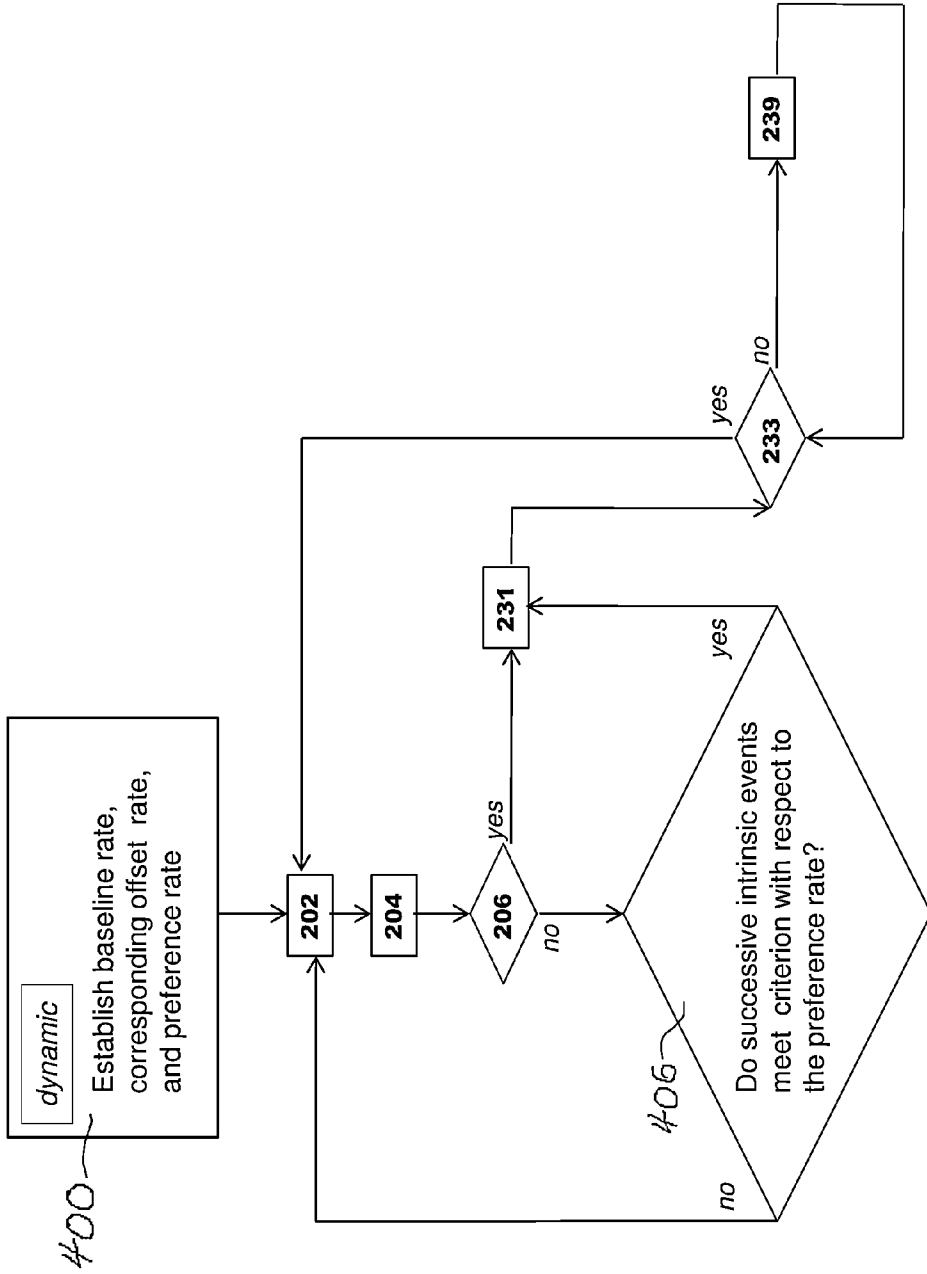 400
dynamic
Establish baseline rate,
corresponding offset rate,
and preference rate
202
204
206
yes
no
231
406
Do successive intrinsic events
meet criterion with respect to
the preference rate?
no
yes
233
yes
no
239